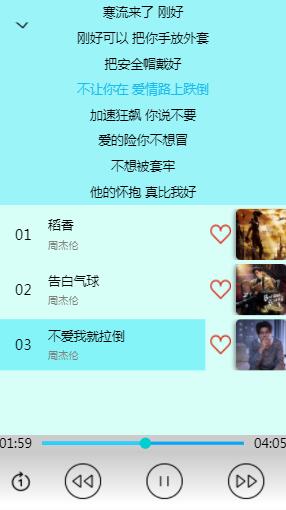 寒流来了 刚好
刚好可以 把你手放外套
把安全帽戴好
不让你在 爱情路上跌倒
加速狂飙 你说不要
爱的险你不想冒
不想被套牢
他的怀抱 真比我好
01 稻香
周杰伦
02 告白气球
周杰伦
03 不爱我就拉倒
周杰伦
01:59 04:05
1